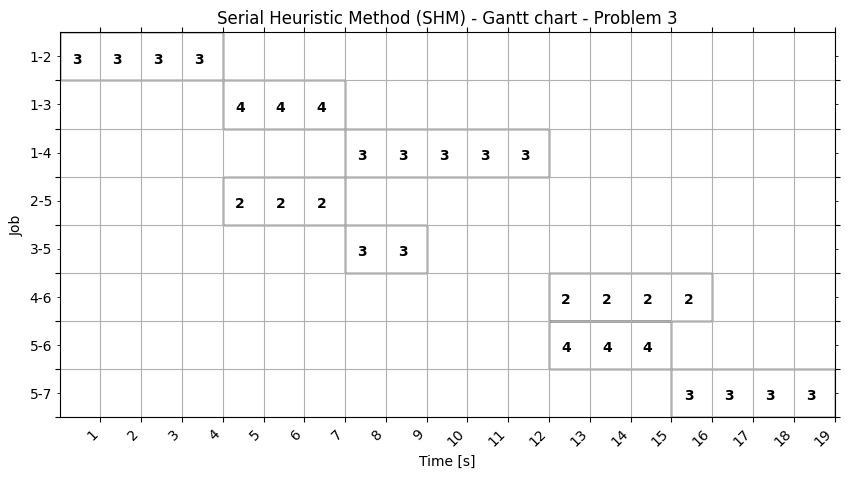 Serial Heuristic Method (SHM) - Gantt chart - Problem 3
1-2 3 3 3 3
1-3 4 4 4
1-4 3 3 3 3 3
2-5 2 2 2
Job
3-5 3 3
4-6 2 2 2 2
5-6 4 4 4
5-7 3 3 3 3
1 2 3 4 5 6 7 8 9 10 11 12 13 14 15 16 17 18 19
Time [s]